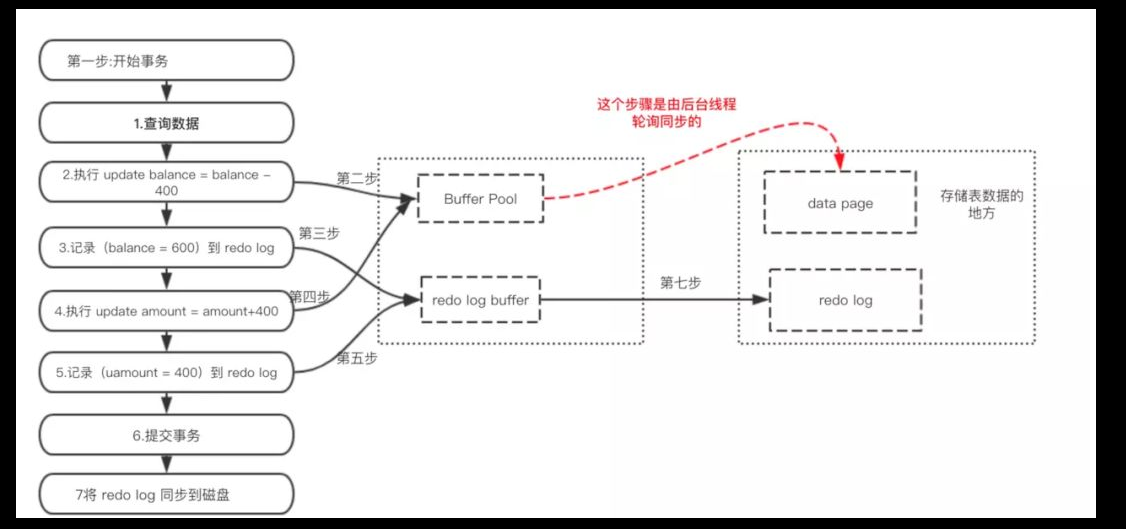 第一步:开始事务
1.查询数据
2.执行 update balance = balance -
400
3.记录（balance = 600）到 redo log
4.执行 update amount = amount+400
5.记录（uamount = 400）到 redo log
6.提交事务
7将 redo log 同步到磁盘
第二步
第三步
第四步
第五步
Buffer Pool
redo log buffer
这个步骤是由后台线程
轮询同步的
第七步
data page
redo log
存储表数据的
地方